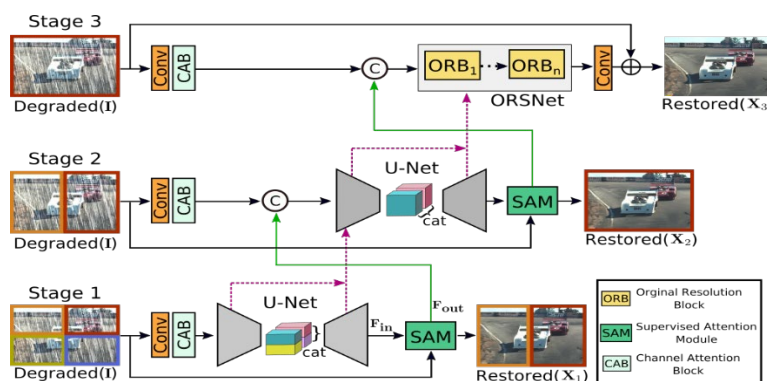 Stage 3
Conv
CAB
C
ORB1
ORBn
Conv
Degraded(I)
ORSNet
Restored(X3
Stage 2
U-Net
Conv
CAB
C
cat
SAM
Degraded(I)
Restored(X2)
Stage 1
U-Net
Fout
Fin
Conv
CAB
cat
SAM
Degraded(I)
Restored(X1)
ORB Orginal Resolution
Block
SAM Supervised Attention
Module
CAB Channel Attention
Block